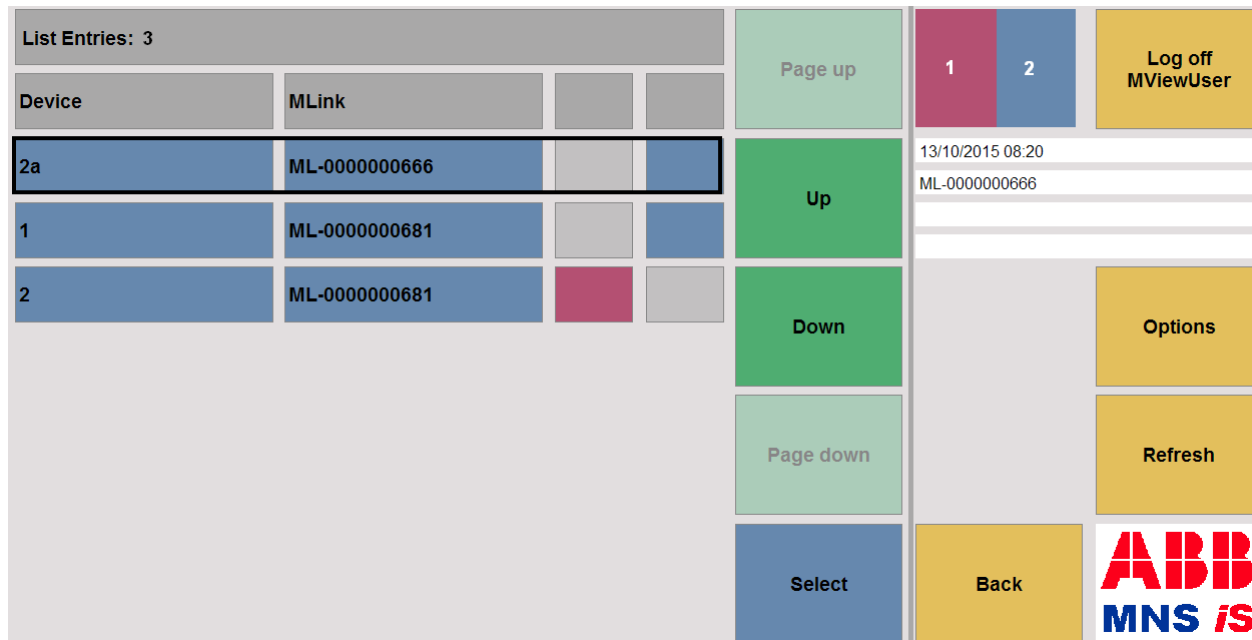 List Entries: 3
Device MLink
2a ML-0000000666
1 ML-0000000681
2 ML-0000000681
Page up
Up
Down
Page down
Select
1 2
Log off
MViewUser
13/10/2015 08:20
ML-0000000666
Options
Refresh
Back
ABB
MNS iS